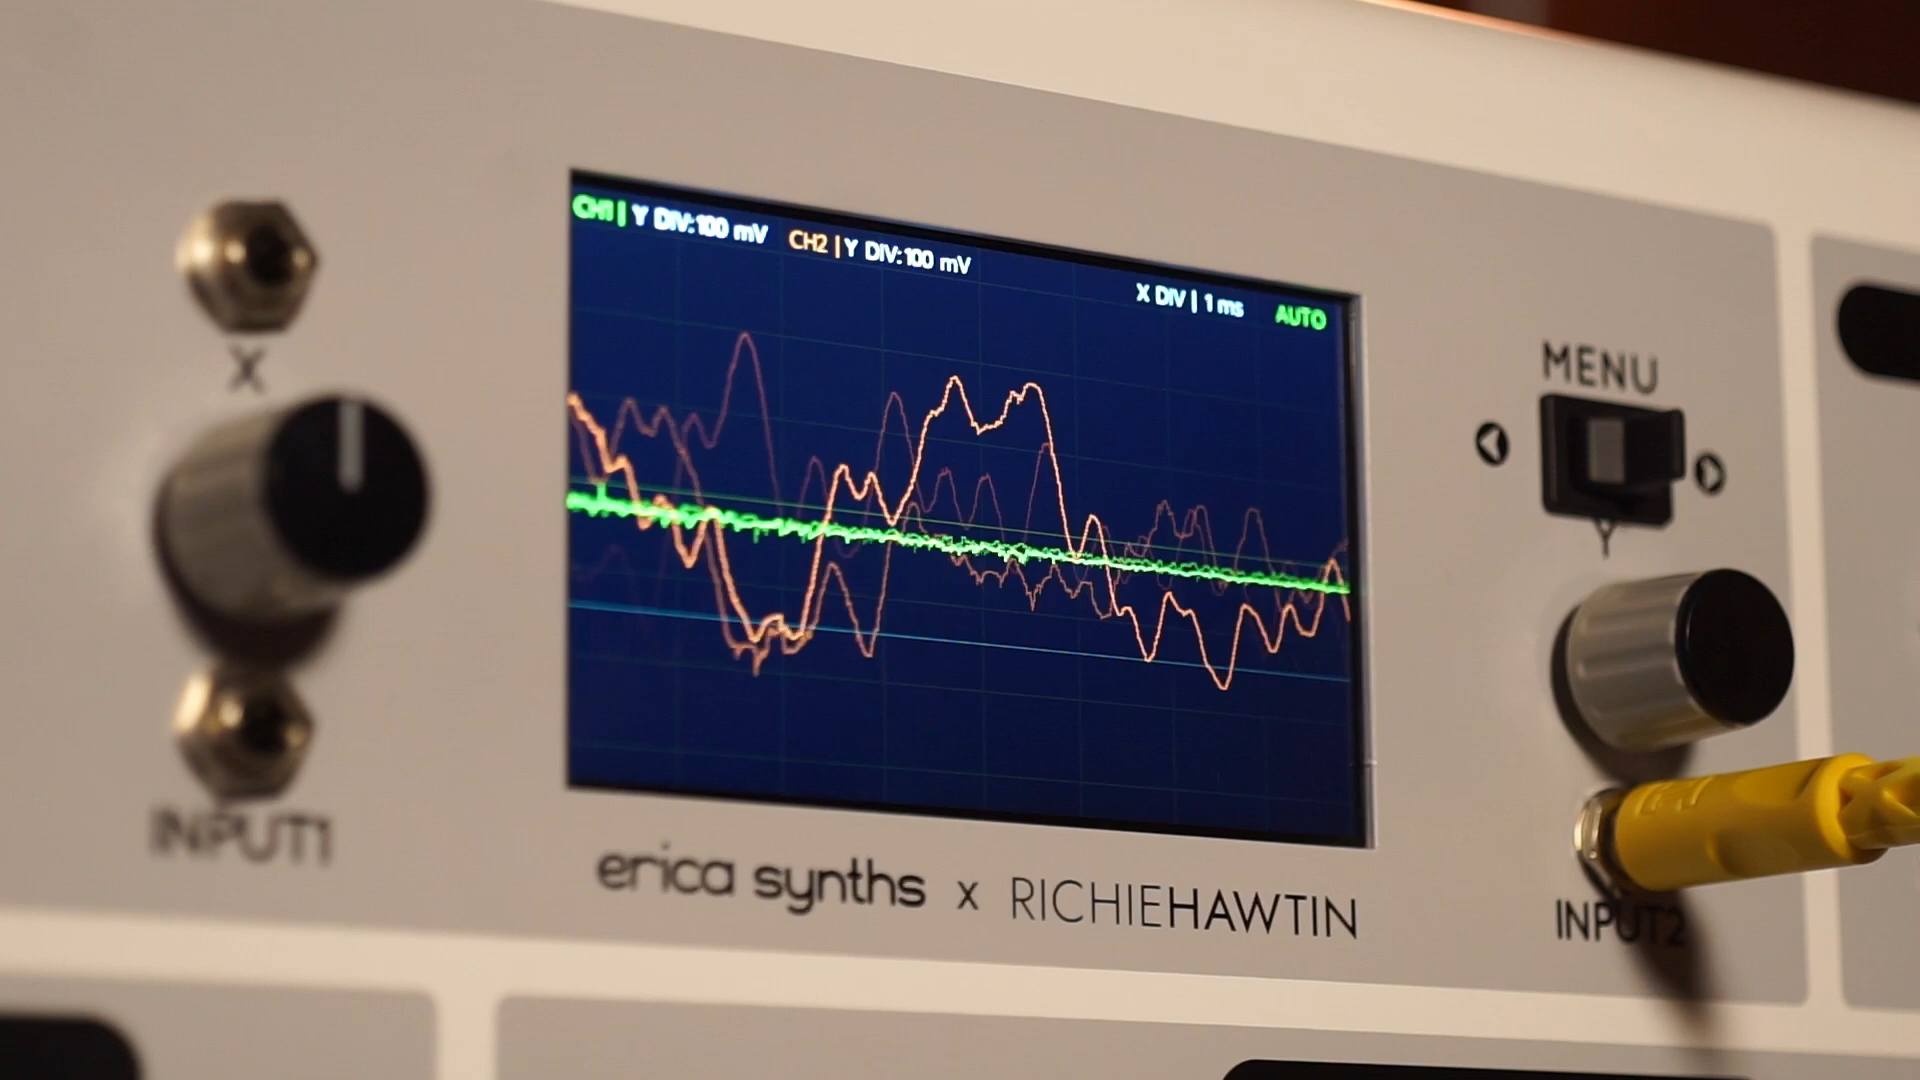 CH1 | Y DIV:100 mV CH2 | Y DIV:100 mV
X DIV | 1 ms AUTO
X
MENU
Y
INPUT1
erica synths x RICHIEHAWTIN
INPUT2